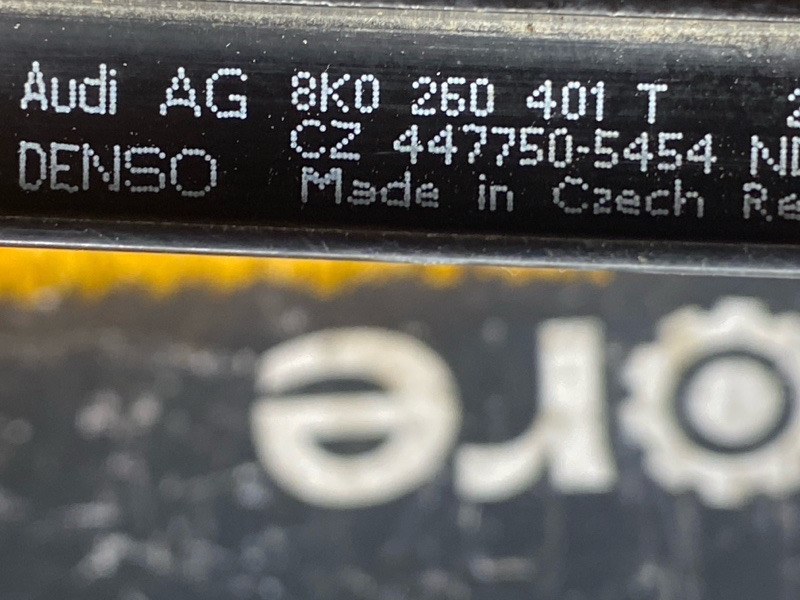 Audi AG 8K0 260 401 T
DENSO CZ 447750-5454
Made in Czech